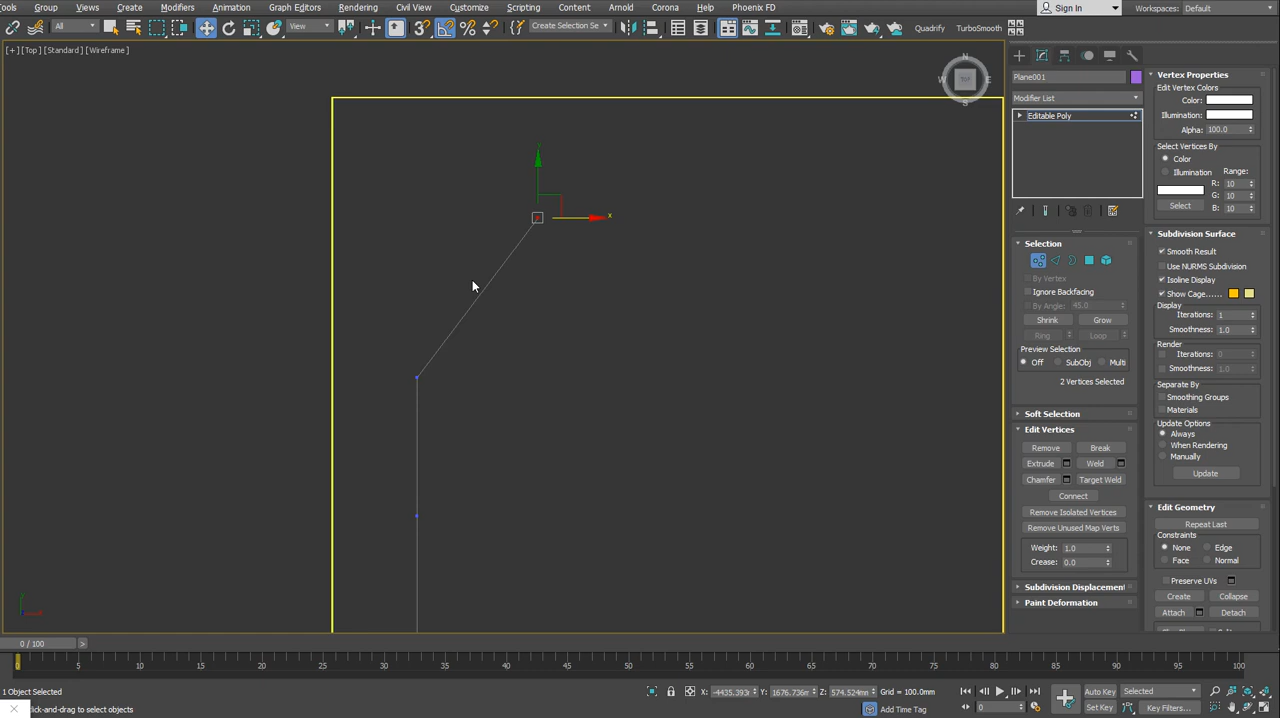 Tools Group Views Create Modifiers Animation Graph Editors Rendering Civil View Customize Scripting Content Arnold Corona Help Phoenix FD Sign In Workspaces: Default
All View Create Selection Se Quadrify TurboSmooth
[+] [Top] [Standard] [Wireframe]
N
W TOP E
S
y
x
Plane001
Modifier List
Editable Poly
Selection
By Vertex
Ignore Backfacing
By Angle: 45.0
Shrink Grow
Ring Loop
Preview Selection
Off SubObj Multi
2 Vertices Selected
Soft Selection
Edit Vertices
Remove Break
Extrude Weld
Chamfer Target Weld
Connect
Remove Isolated Vertices
Remove Unused Map Verts
Weight: 1.0
Crease: 0.0
Subdivision Displacement
Paint Deformation
Vertex Properties
Edit Vertex Colors
Color:
Illumination:
Alpha: 100.0
Select Vertices By
Color
Illumination Range:
R: 10
G: 10
Select B: 10
Subdivision Surface
Smooth Result
Use NURMS Subdivision
Isoline Display
Show Cage......
Display
Iterations: 1
Smoothness: 1.0
Render
Iterations: 0
Smoothness: 1.0
Separate By
Smoothing Groups
Materials
Update Options
Always
When Rendering
Manually
Update
Edit Geometry
Repeat Last
Constraints
None Edge
Face Normal
Preserve UVs
Create Collapse
Attach Detach
0 / 100 >
0 5 10 15 20 25 30 35 40 45 50 55 60 65 70 75 80 85 90 95 100
1 Object Selected X: -4435.393 Y: 1676.736m Z: 574.524mm Grid = 100.0mm Auto Key Selected
click-and-drag to select objects Add Time Tag 0 Set Key Key Filters...